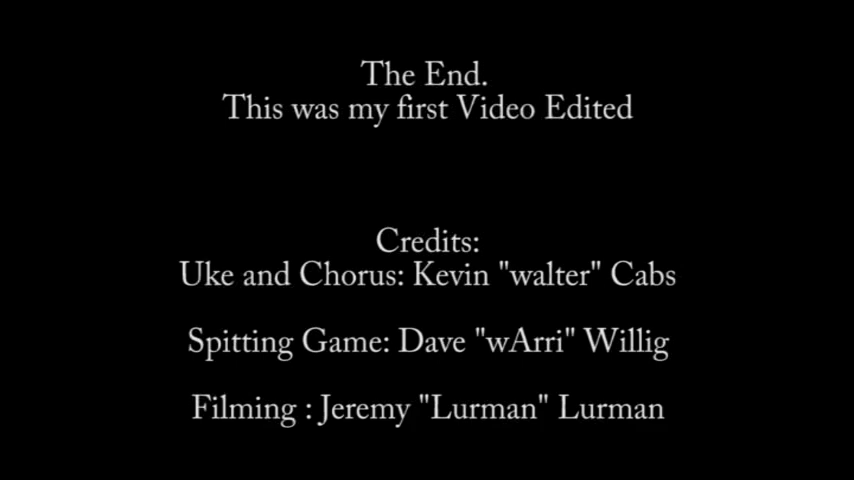 The End.
This was my first Video Edited
Credits:
Uke and Chorus: Kevin "walter" Cabs
Spitting Game: Dave "wArri" Willig
Filming : Jeremy "Lurman" Lurman